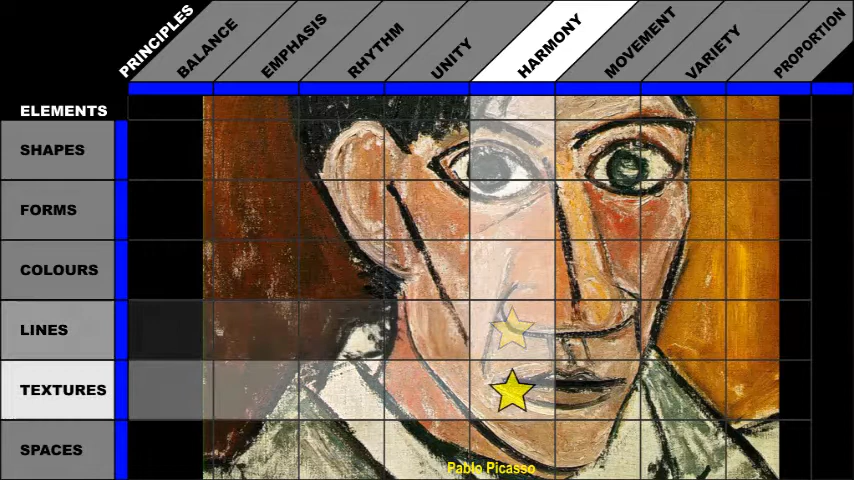 PRINCIPLES
BALANCE
EMPHASIS
RHYTHM
UNITY
HARMONY
MOVEMENT
VARIETY
PROPORTION
ELEMENTS
SHAPES
FORMS
COLOURS
LINES
TEXTURES
SPACES
Pablo Picasso